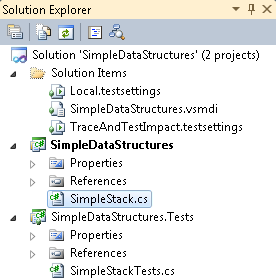 Solution Explorer
Solution 'SimpleDataStructures' (2 projects)
Solution Items
Local.testsettings
SimpleDataStructures.vsmdi
TraceAndTestImpact.testsettings
SimpleDataStructures
Properties
References
SimpleStack.cs
SimpleDataStructures.Tests
Properties
References
SimpleStackTests.cs